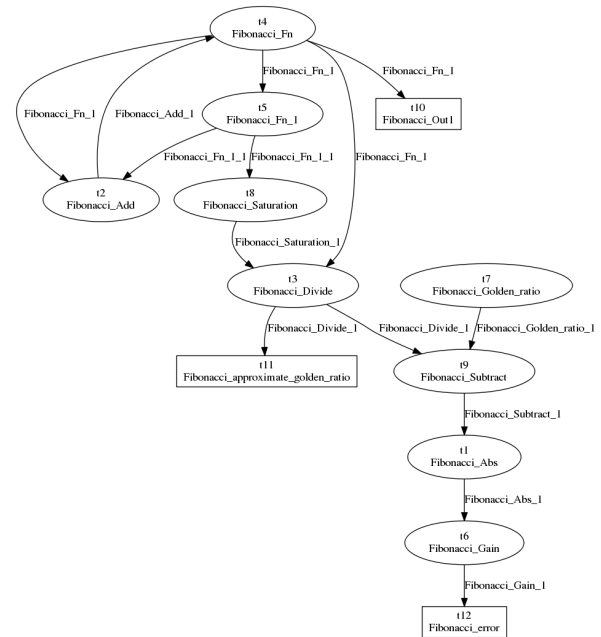 t4
Fibonacci_Fn
Fibonacci_Fn_1
Fibonacci_Fn_1
t10
Fibonacci_Out1
Fibonacci_Fn_1
Fibonacci_Add_1
t5
Fibonacci_Fn_1
Fibonacci_Fn_1_1
Fibonacci_Fn_1_1
Fibonacci_Fn_1
t2
Fibonacci_Add
t8
Fibonacci_Saturation
Fibonacci_Saturation_1
t3
Fibonacci_Divide
t7
Fibonacci_Golden_ratio
Fibonacci_Divide_1
Fibonacci_Divide_1
Fibonacci_Golden_ratio_1
t11
Fibonacci_approximate_golden_ratio
t9
Fibonacci_Subtract
Fibonacci_Subtract_1
t1
Fibonacci_Abs
Fibonacci_Abs_1
t6
Fibonacci_Gain
Fibonacci_Gain_1
t12
Fibonacci_error